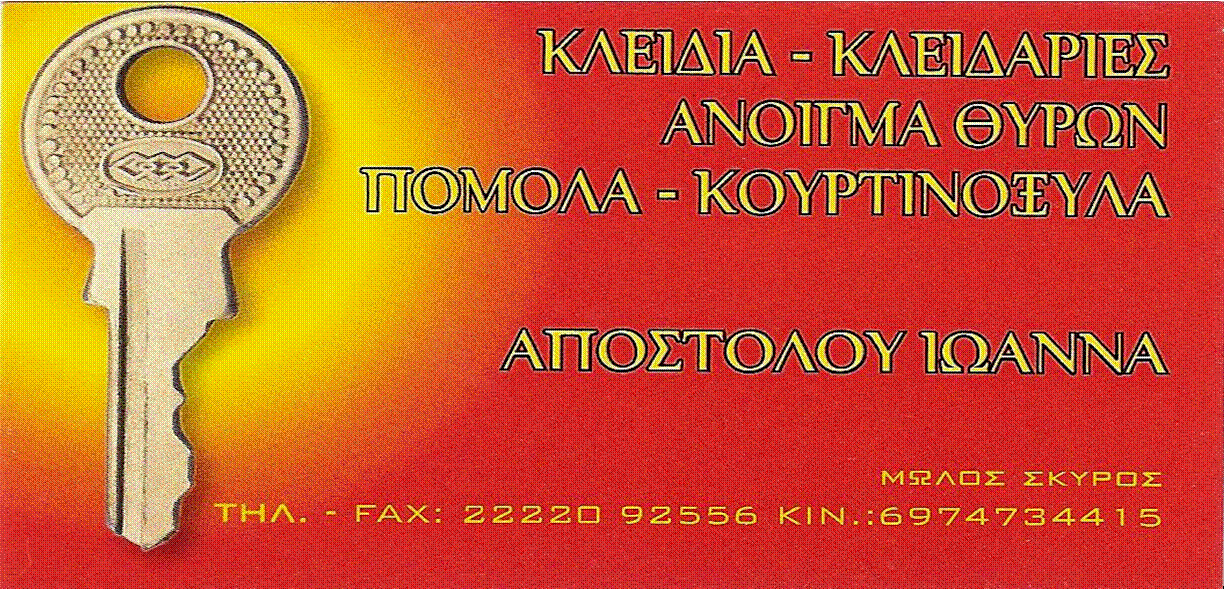 ΚΛΕΙΔΙΑ - ΚΛΕΙΔΑΡΙΕΣ
ΑΝΟΙΓΜΑ ΘΥΡΩΝ
ΠΟΜΟΛΑ - ΚΟΥΡΤΙΝΟΞΥΛΑ
ΑΠΟΣΤΟΛΟΥ ΙΩΑΝΝΑ
ΜΩΛΟΣ ΣΚΥΡΟΣ
ΤΗΛ. - FAX: 22220 92556 ΚΙΝ.:6974734415